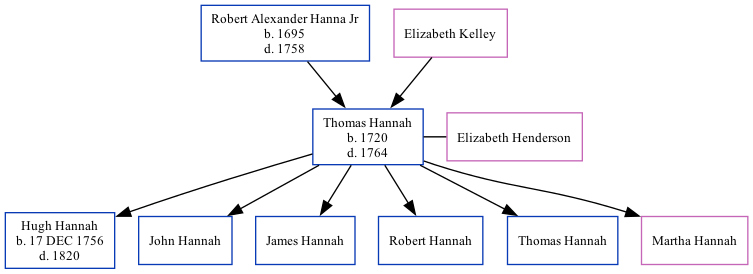 Robert Alexander Hanna Jr
b. 1695
d. 1758
Elizabeth Kelley
Thomas Hannah
b. 1720
d. 1764
Elizabeth Henderson
Hugh Hannah
b. 17 DEC 1756
d. 1820
John Hannah
James Hannah
Robert Hannah
Thomas Hannah
Martha Hannah